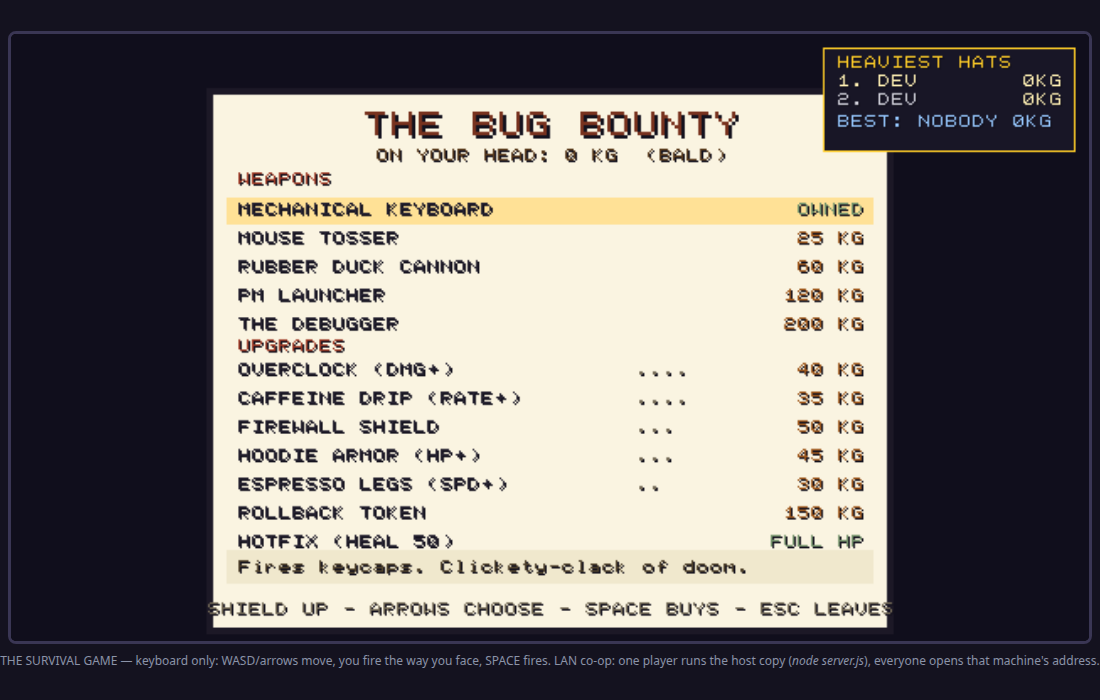 HEAVIEST HATS
1. DEV 0KG
2. DEV 0KG
BEST: NOBODY 0KG
THE BUG BOUNTY
ON YOUR HEAD: 0 KG (BALD)
WEAPONS
MECHANICAL KEYBOARD OWNED
MOUSE TOSSER 25 KG
RUBBER DUCK CANNON 60 KG
PM LAUNCHER 120 KG
THE DEBUGGER 200 KG
UPGRADES
OVERCLOCK (DMG+) .... 40 KG
CAFFEINE DRIP (RATE+) .... 35 KG
FIREWALL SHIELD ... 50 KG
HOODIE ARMOR (HP+) ... 45 KG
ESPRESSO LEGS (SPD+) .. 30 KG
ROLLBACK TOKEN 150 KG
HOTFIX (HEAL 50) FULL HP
Fires keycaps. Clickety-clack of doom.
SHIELD UP - ARROWS CHOOSE - SPACE BUYS - ESC LEAVES
THE SURVIVAL GAME — keyboard only: WASD/arrows move, you fire the way you face, SPACE fires. LAN co-op: one player runs the host copy (node server.js), everyone opens that machine's address.